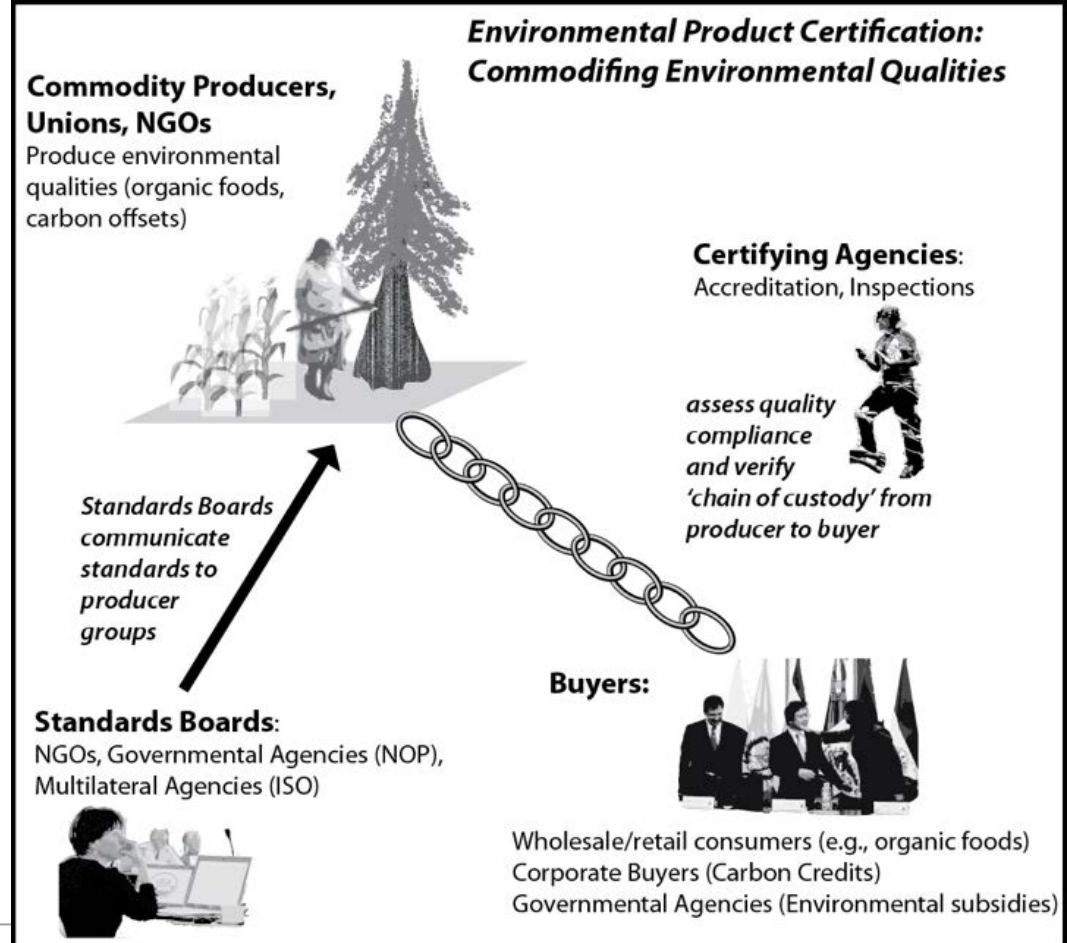 Environmental Product Certification:
Commodifing Environmental Qualities
Commodity Producers,
Unions, NGOs
Produce environmental
qualities (organic foods,
carbon offsets)
Certifying Agencies:
Accreditation, Inspections
assess quality
compliance
and verify
'chain of custody' from
producer to buyer
Standards Boards
communicate
standards to
producer
groups
Standards Boards:
NGOs, Governmental Agencies (NOP),
Multilateral Agencies (ISO)
Buyers:
Wholesale/retail consumers (e.g., organic foods)
Corporate Buyers (Carbon Credits)
Governmental Agencies (Environmental subsidies)